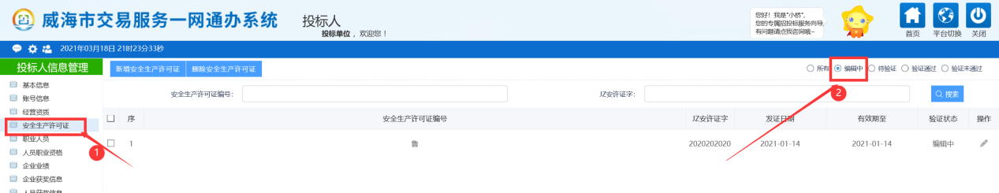 威海市交易服务一网通办系统
投标人
投标单位，欢迎您！
您好！我是"小桥"，
您的专属招投标服务向导，
有问题请点我咨询哦~
首页 平台切换 关闭
2021年03月18日 21时23分33秒
投标人信息管理
新增安全生产许可证 删除安全生产许可证
所有 编辑中 待验证 验证通过 验证未通过
基本信息
账号信息
经营资质
安全生产许可证
职业人员
人员职业资格
企业业绩
企业获奖信息
人员获奖信息
安全生产许可证编号： JZ安许证字： 搜索
序 安全生产许可证编号 JZ安许证字 发证日期 有效期至 验证状态 操作
1 鲁 2020202020 2021-01-14 2021-01-14 编辑中
1
2